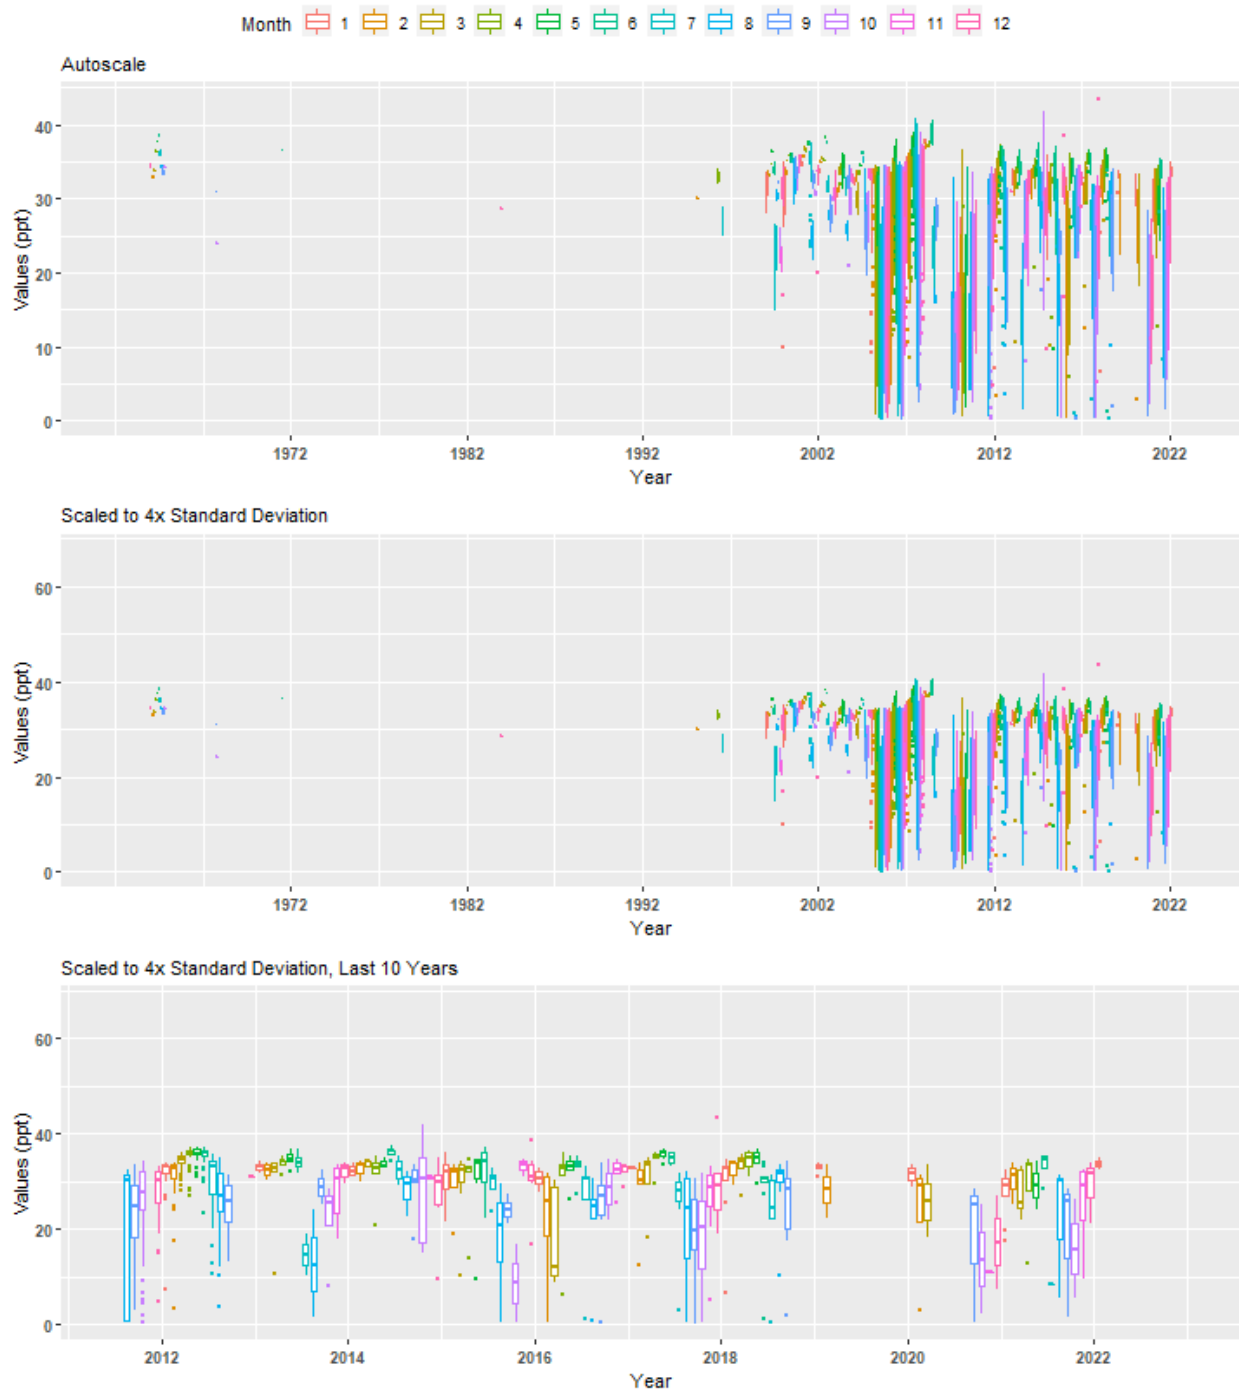 Month 1 2 3 4 5 6 7 8 9 10 11 12
Autoscale
Values (ppt)
40
30
20
10
0
1972 1982 1992 2002 2012 2022
Year
Scaled to 4x Standard Deviation
Values (ppt)
60
40
20
0
1972 1982 1992 2002 2012 2022
Year
Scaled to 4x Standard Deviation, Last 10 Years
Values (ppt)
60
40
20
0
2012 2014 2016 2018 2020 2022
Year